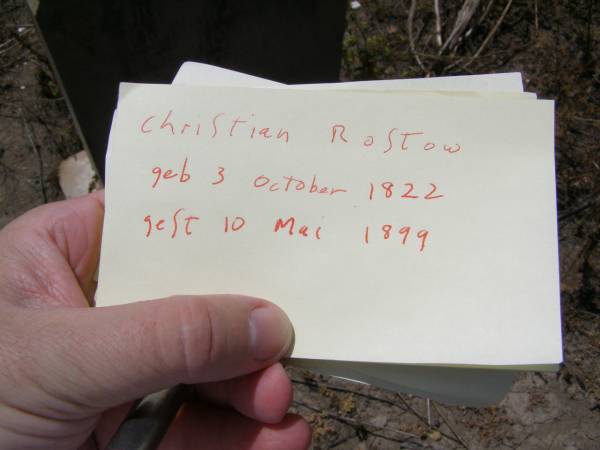 Christian Rostow
geb 3 October 1822
gest 10 Mai 1899